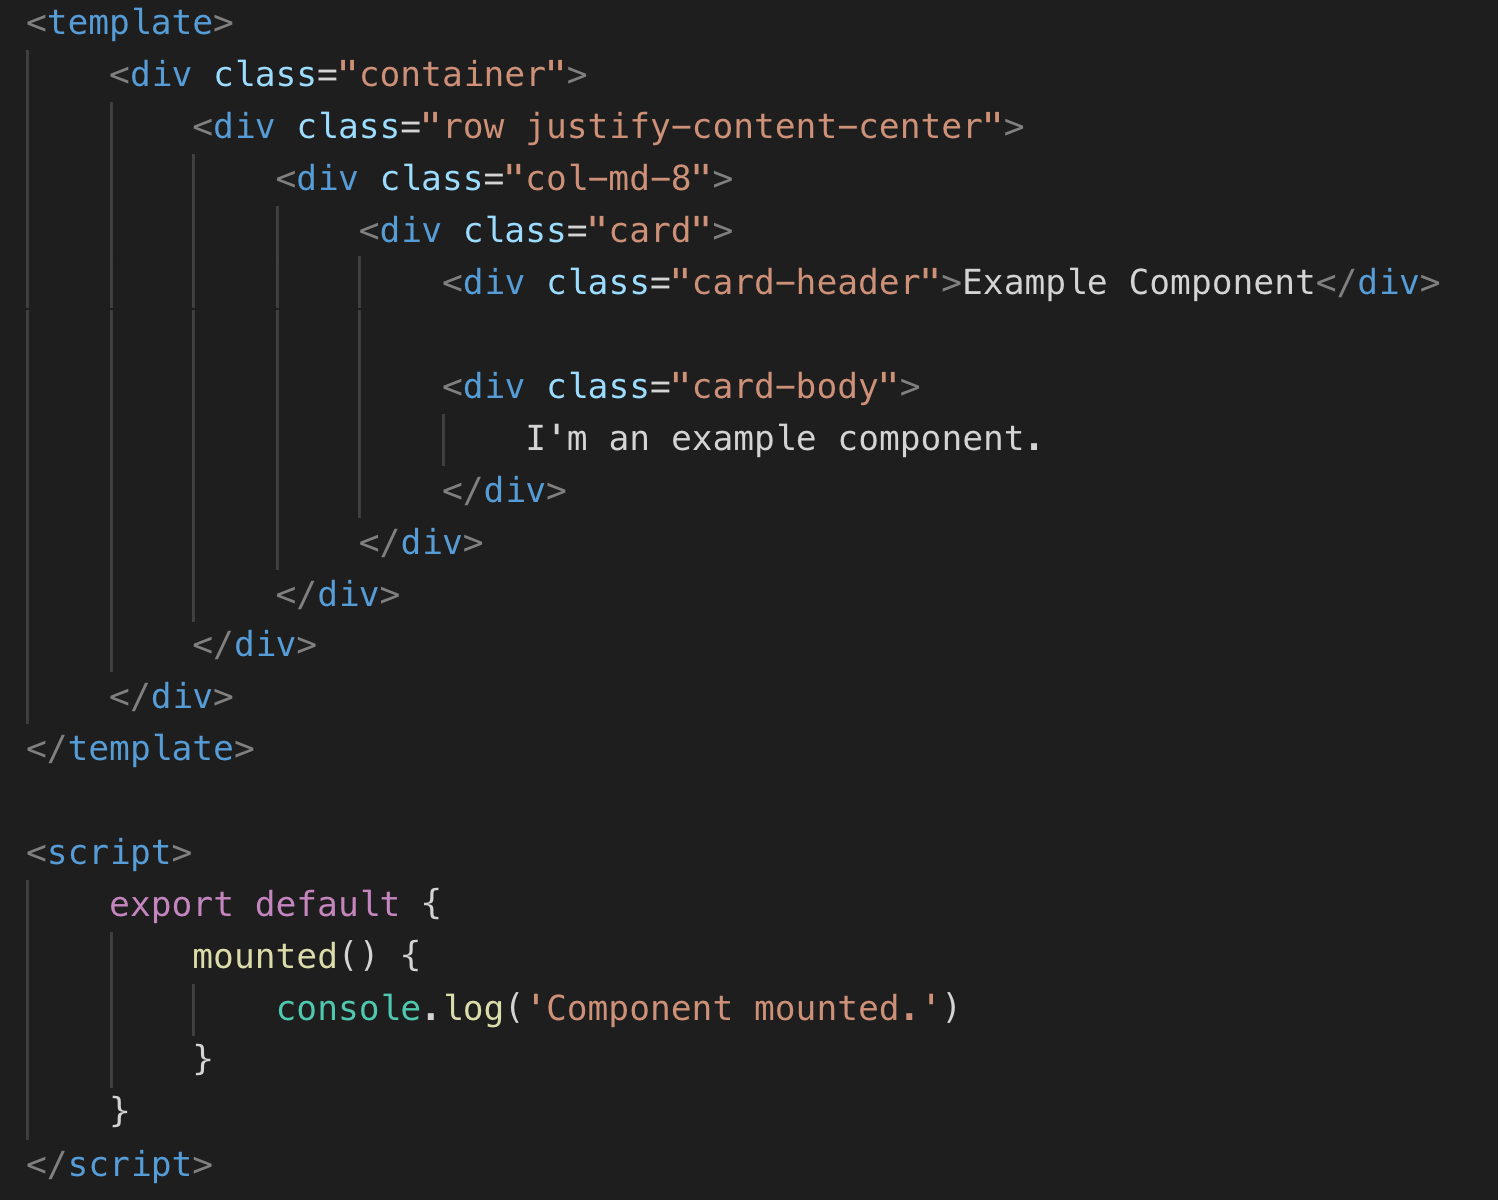 <template>
    <div class="container">
        <div class="row justify-content-center">
            <div class="col-md-8">
                <div class="card">
                    <div class="card-header">Example Component</div>

                    <div class="card-body">
                        I'm an example component.
                    </div>
                </div>
            </div>
        </div>
    </div>
</template>

<script>
    export default {
        mounted() {
            console.log('Component mounted.')
        }
    }
</script>